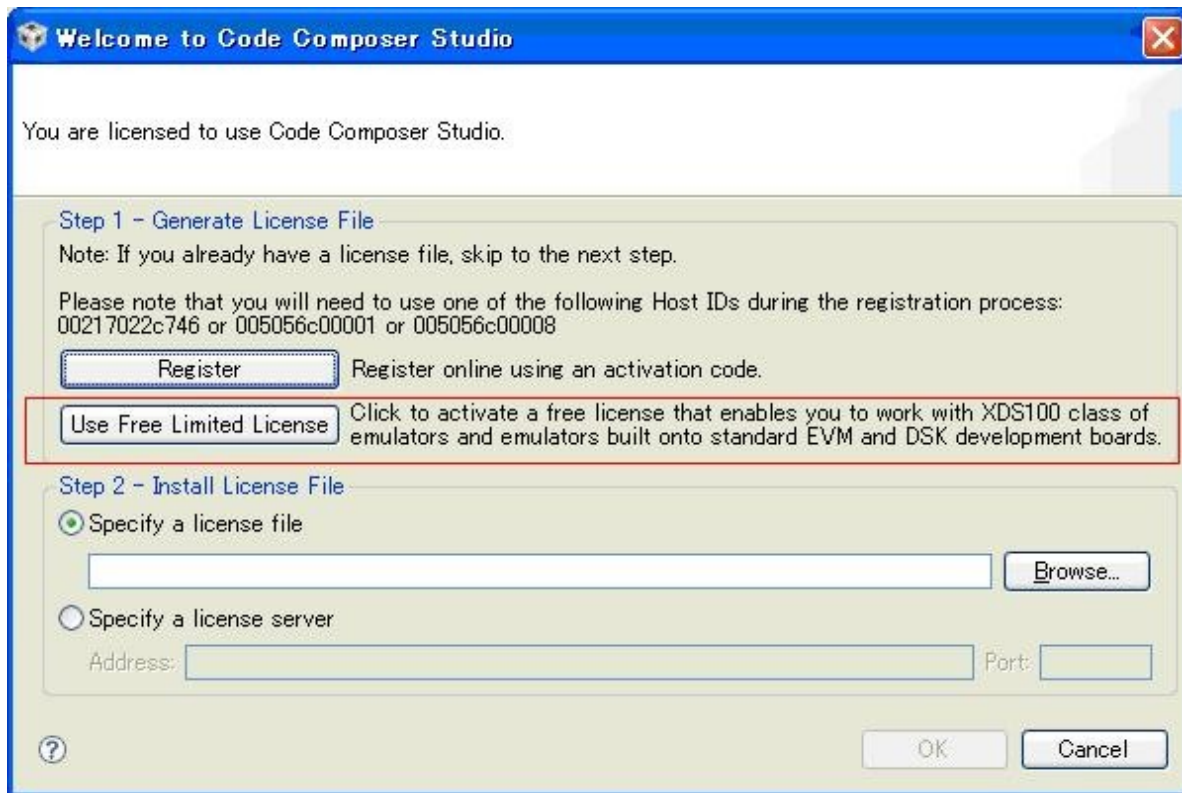 Welcome to Code Composer Studio
You are licensed to use Code Composer Studio.
Step 1 - Generate License File
Note: If you already have a license file, skip to the next step.
Please note that you will need to use one of the following Host IDs during the registration process:
00217022c746 or 005056c00001 or 005056c00008
Register
Register online using an activation code.
Use Free Limited License
Click to activate a free license that enables you to work with XDS100 class of
emulators and emulators built onto standard EVM and DSK development boards.
Step 2 - Install License File
Specify a license file
Browse...
Specify a license server
Address:
Port:
?
OK
Cancel